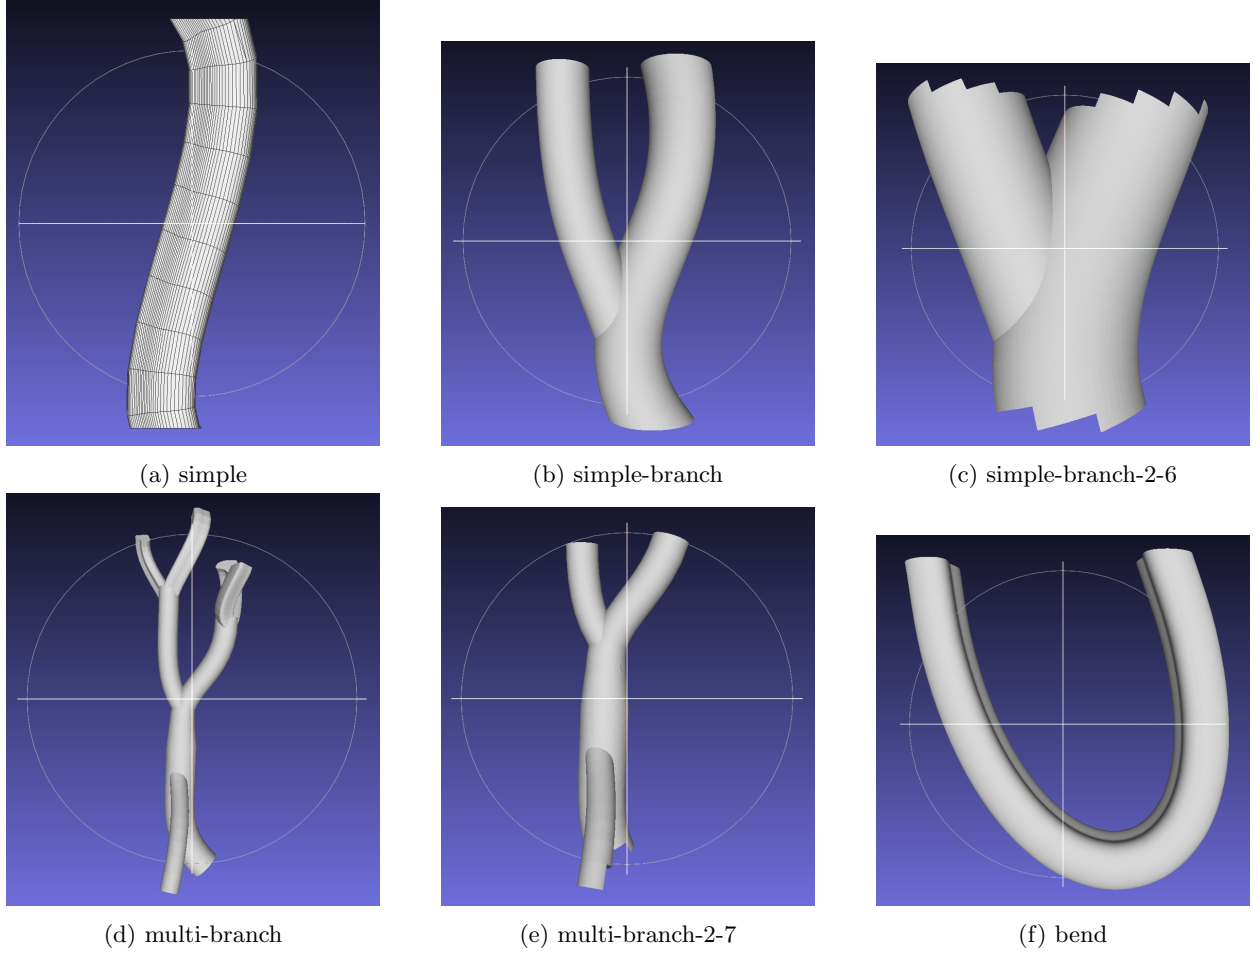 (a) simple
(b) simple-branch
(c) simple-branch-2-6
(d) multi-branch
(e) multi-branch-2-7
(f) bend